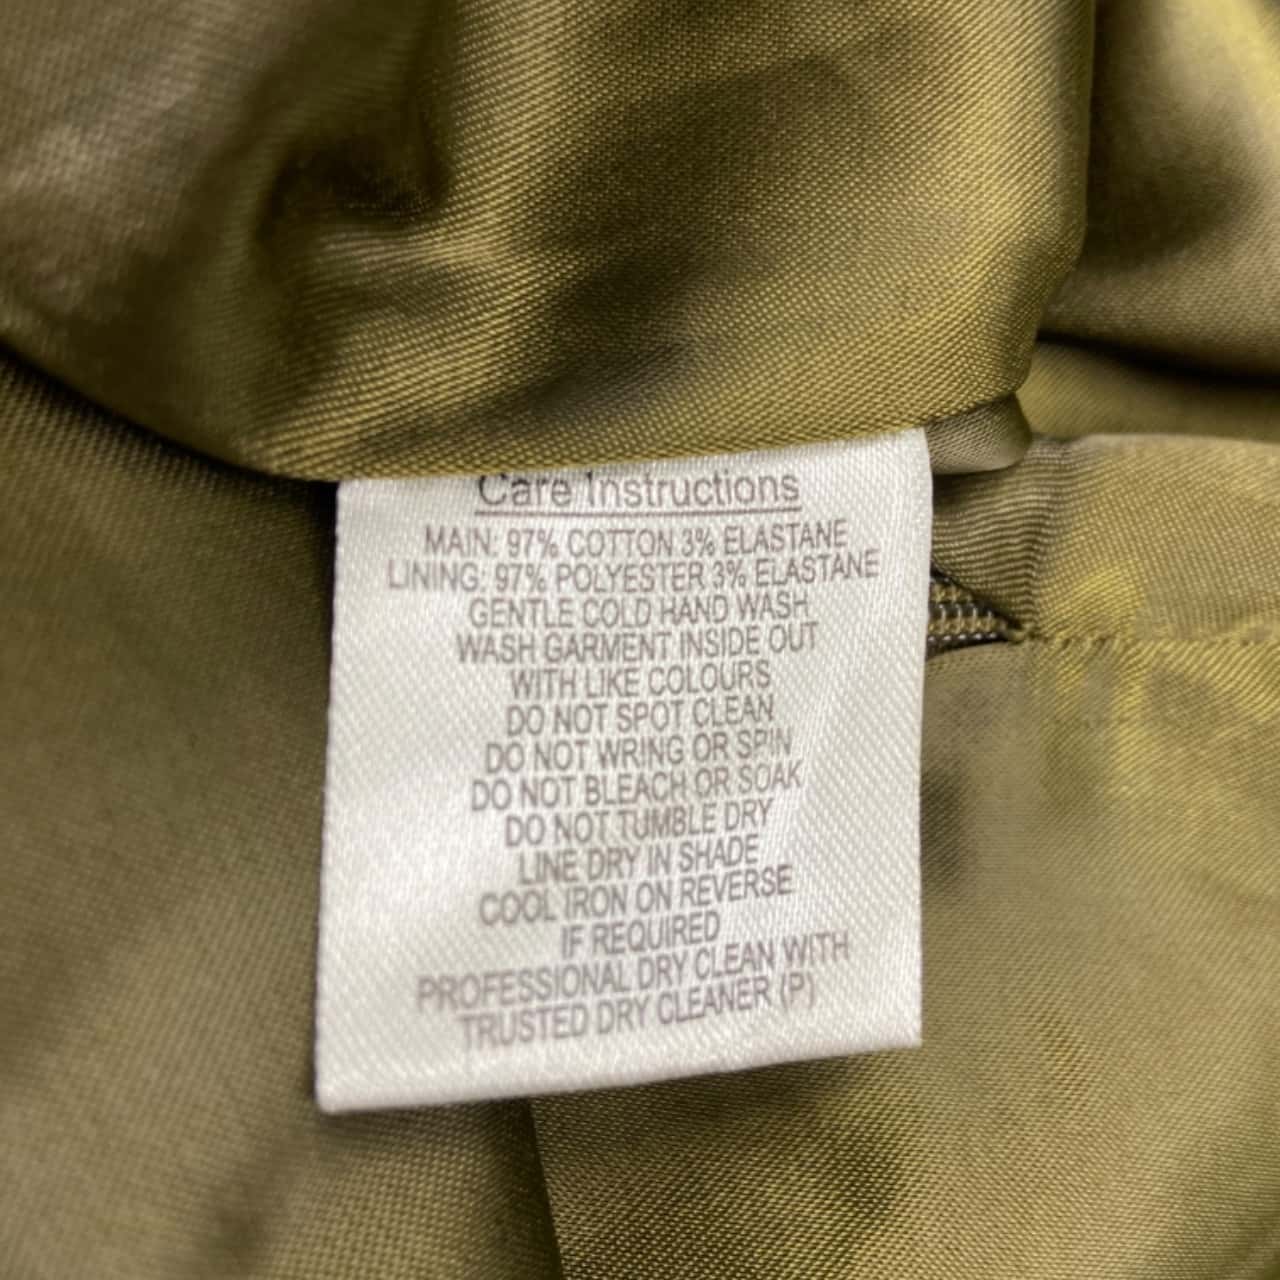 Care Instructions
MAIN: 97% COTTON 3% ELASTANE
LINING: 97% POLYESTER 3% ELASTANE
GENTLE COLD HAND WASH
WASH GARMENT INSIDE OUT
WITH LIKE COLOURS
DO NOT SPOT CLEAN
DO NOT WRING OR SPIN
DO NOT BLEACH OR SOAK
DO NOT TUMBLE DRY
LINE DRY IN SHADE
COOL IRON ON REVERSE
IF REQUIRED
PROFESSIONAL DRY CLEAN WITH
TRUSTED DRY CLEANER (P)